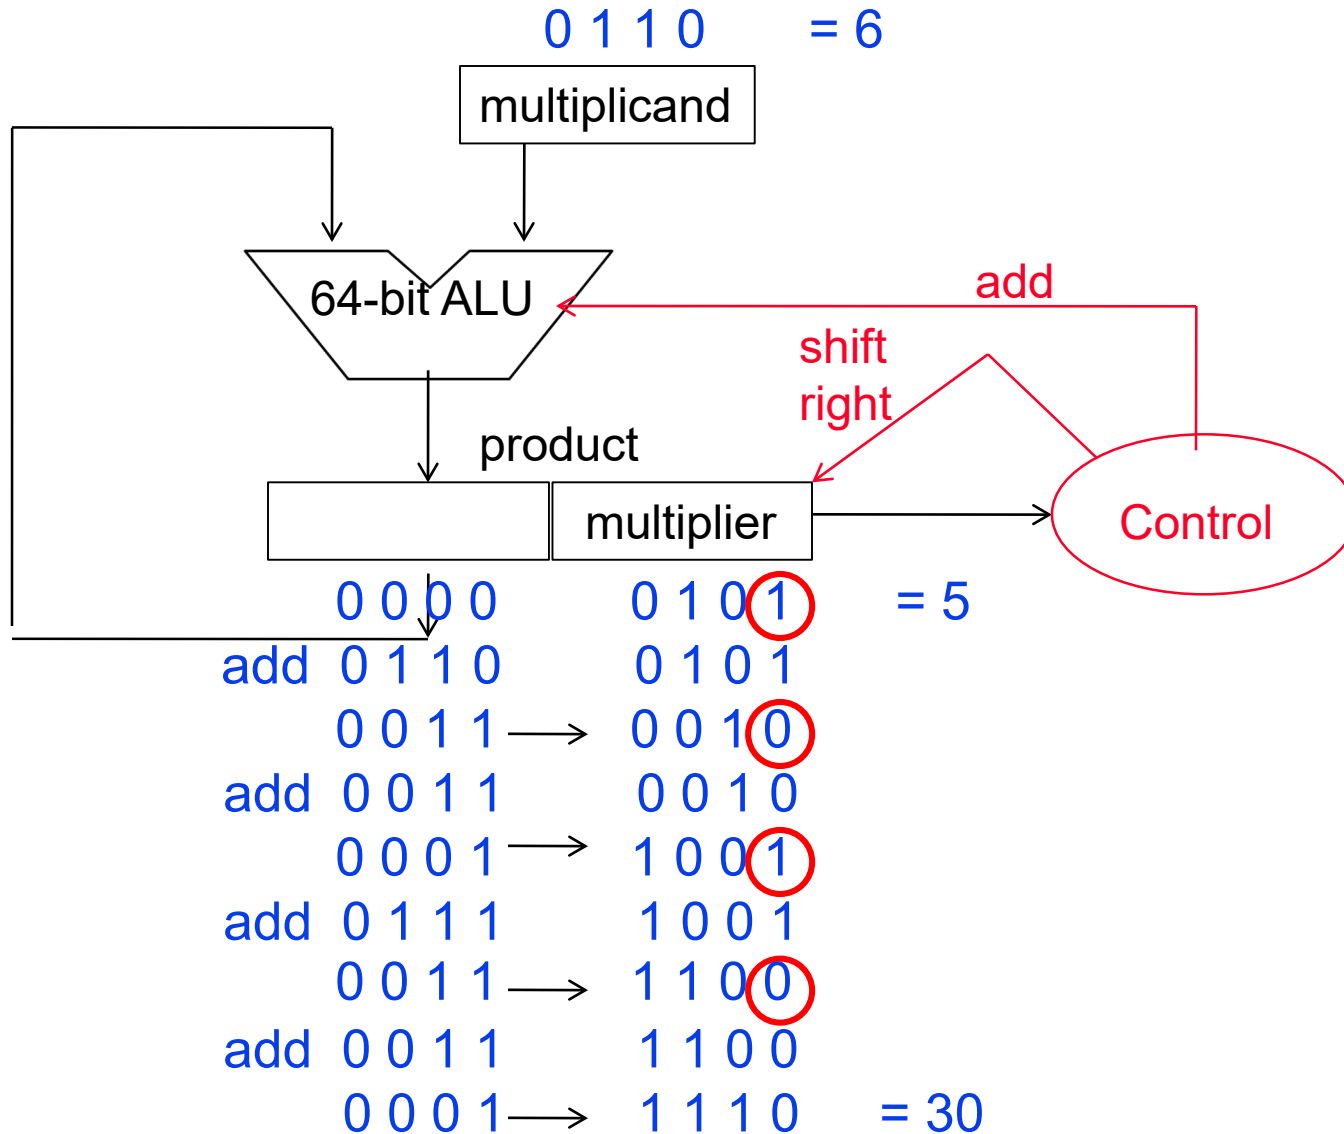 0 1 1 0 = 6
multiplicand
64-bit ALU
add
shift
right
product
multiplier
Control
0 0 0 0 0 1 0 1 = 5
add 0 1 1 0 0 1 0 1
0 0 1 1 0 0 1 0
add 0 0 1 1 0 0 1 0
0 0 0 1 1 0 0 1
add 0 1 1 1 1 0 0 1
0 0 1 1 1 1 0 0
add 0 0 1 1 1 1 0 0
0 0 0 1 1 1 1 0 = 30